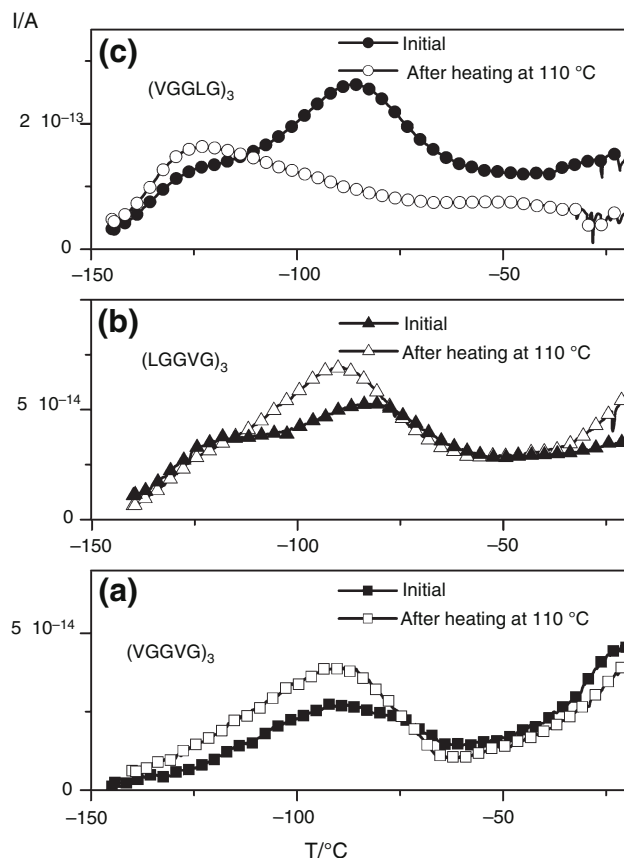 I/A
(c)
Initial
After heating at 110 °C
(VGGLG)3
2 10−13
0
−150
−100
−50
(b)
Initial
After heating at 110 °C
(LGGVG)3
5 10−14
0
−150
−100
−50
(a)
Initial
After heating at 110 °C
5 10−14
(VGGVG)3
0
−150
−100
−50
T/°C